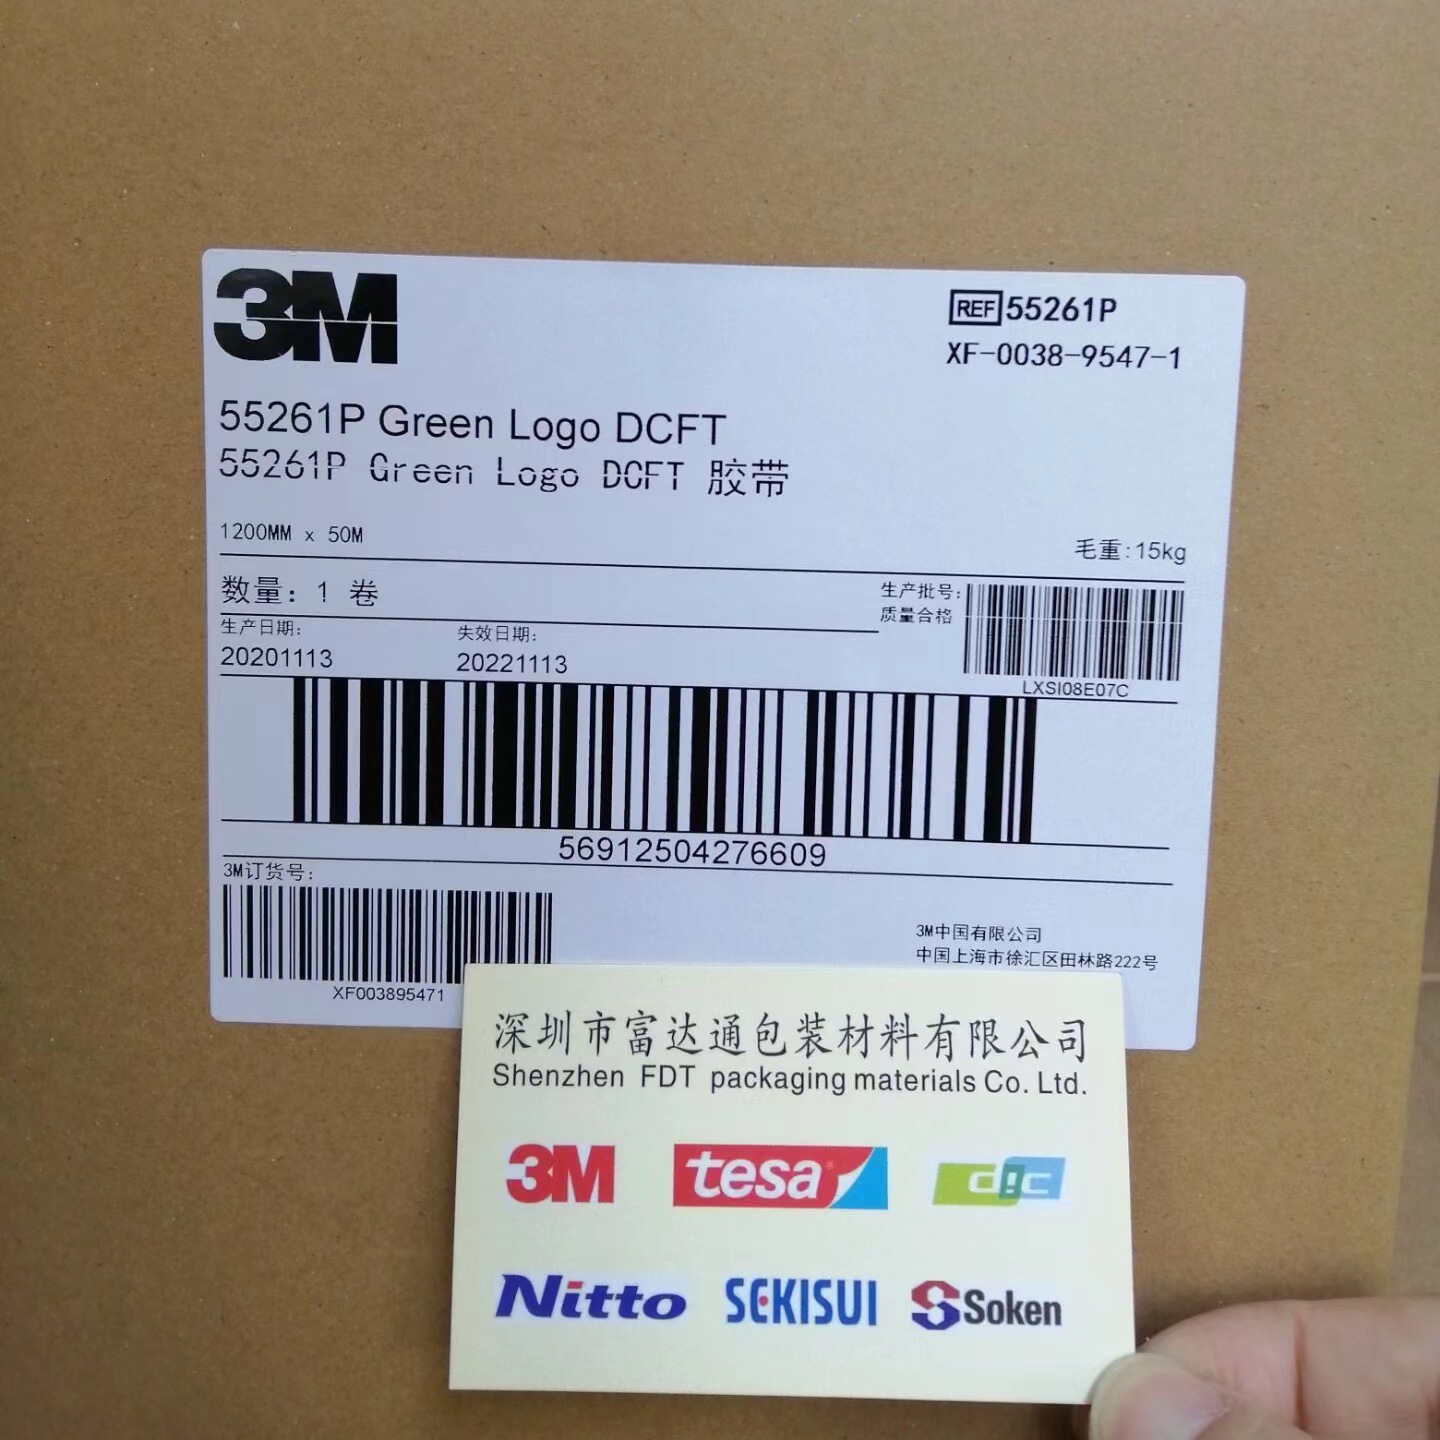 3M
REF 55261P
XF-0038-9547-1
55261P Green Logo DCFT
55261P Green Logo DCFT 胶带
1200MM x 50M
毛重:15kg
数量: 1 卷
生产批号:
质量合格
LXSI08E07C
生产日期:
20201113
失效日期:
20221113
56912504276609
3M订货号:
XF003895471
3M中国有限公司
中国上海市徐汇区田林路222号
深圳市富达通包装材料有限公司
Shenzhen FDT packaging materials Co. Ltd.
3M
tesa®
dic
Nitto
SEKISUI
Soken